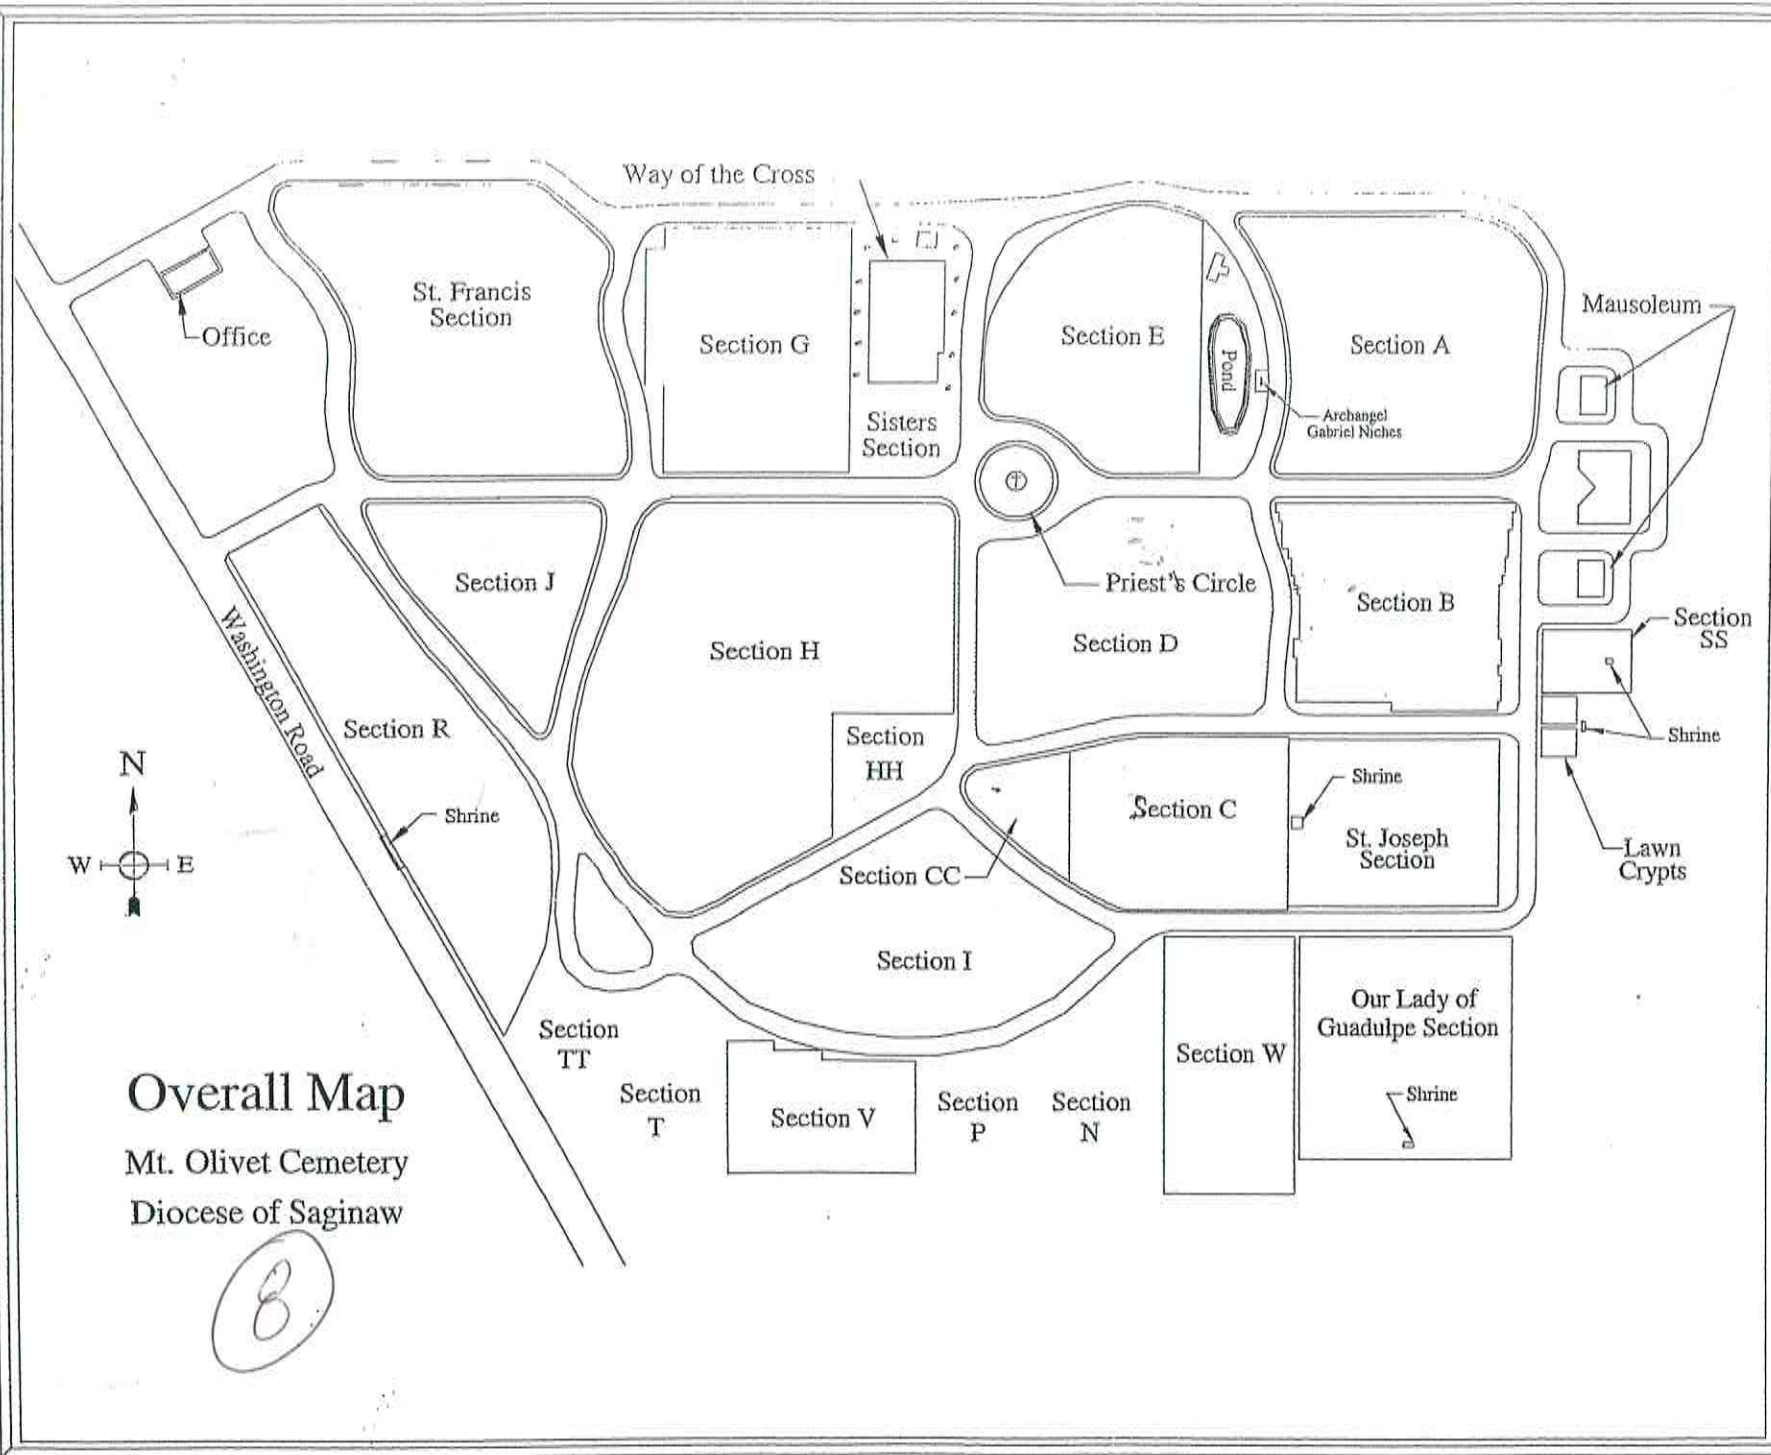 Way of the Cross
St. Francis
Section
Office
Section G
Section E
Pond
Section A
Mausoleum
Archangel
Gabriel Niches
Sisters
Section
Section J
Priest's Circle
Section B
Section
SS
Section H
Section D
Washington Road
Section R
Section
HH
Shrine
N
W
E
Shrine
Section C
Shrine
St. Joseph
Section
Lawn
Crypts
Section CC
Section I
Our Lady of
Guadulpe Section
Section
TT
Section W
Section
T
Section V
Section
P
Section
N
Shrine
Overall Map
Mt. Olivet Cemetery
Diocese of Saginaw
8